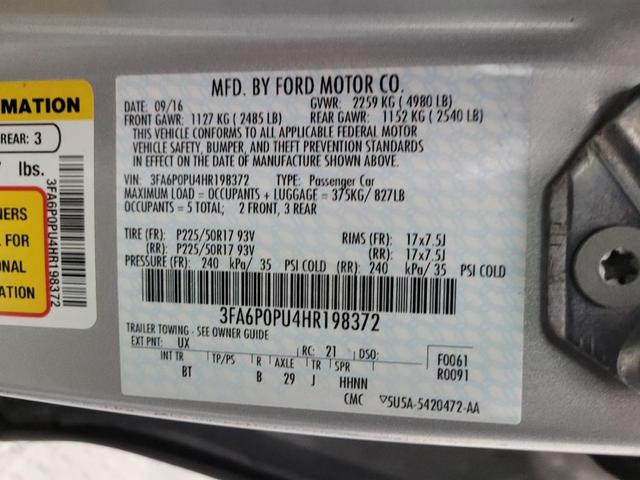 RMATION
REAR: 3
lbs.
NERS
FOR
ONAL
ATION
3FA6P0PU4HR198372
MFD. BY FORD MOTOR CO.
DATE: 09/16 GVWR: 2259 KG ( 4980 LB)
FRONT GAWR: 1127 KG ( 2485 LB) REAR GAWR: 1152 KG ( 2540 LB)
THIS VEHICLE CONFORMS TO ALL APPLICABLE FEDERAL MOTOR
VEHICLE SAFETY, BUMPER, AND THEFT PREVENTION STANDARDS
IN EFFECT ON THE DATE OF MANUFACTURE SHOWN ABOVE.
VIN: 3FA6P0PU4HR198372 TYPE: Passenger Car
MAXIMUM LOAD = OCCUPANTS + LUGGAGE = 375KG/ 827LB
OCCUPANTS = 5 TOTAL; 2 FRONT, 3 REAR
TIRE (FR): P225/50R17 93V RIMS (FR): 17x7.5J
(RR): P225/50R17 93V (RR): 17x7.5J
PRESSURE (FR): 240 kPa/ 35 PSI COLD (RR): 240 kPa/ 35 PSI COLD
3FA6P0PU4HR198372
TRAILER TOWING - SEE OWNER GUIDE
EXT PNT: UX RC: 21 DSO: F0061
INT TR TP/PS R AXLE TR SPR R0091
BT B 29 J HHNN
CMC ▽5U5A-5420472-AA